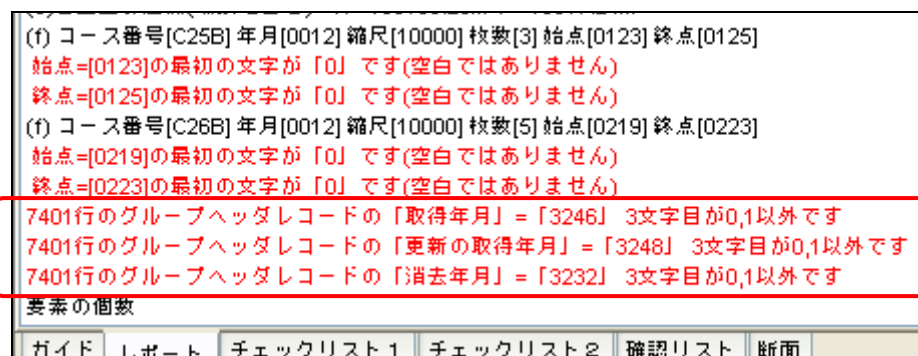 (f) コース番号[C25B] 年月[0012] 縮尺[10000] 枚数[3] 始点[0123] 終点[0125]
始点=[0123]の最初の文字が「0」です(空白ではありません)
終点=[0125]の最初の文字が「0」です(空白ではありません)
(f) コース番号[C26B] 年月[0012] 縮尺[10000] 枚数[5] 始点[0219] 終点[0223]
始点=[0219]の最初の文字が「0」です(空白ではありません)
終点=[0223]の最初の文字が「0」です(空白ではありません)
7401行のグループヘッダレコードの「取得年月」=「3246」 3文字目が0,1以外です
7401行のグループヘッダレコードの「更新の取得年月」=「3248」 3文字目が0,1以外です
7401行のグループヘッダレコードの「消去年月」=「3232」 3文字目が0,1以外です
要素の個数
ガイド レポート チェックリスト1 チェックリスト2 確認リスト 断面